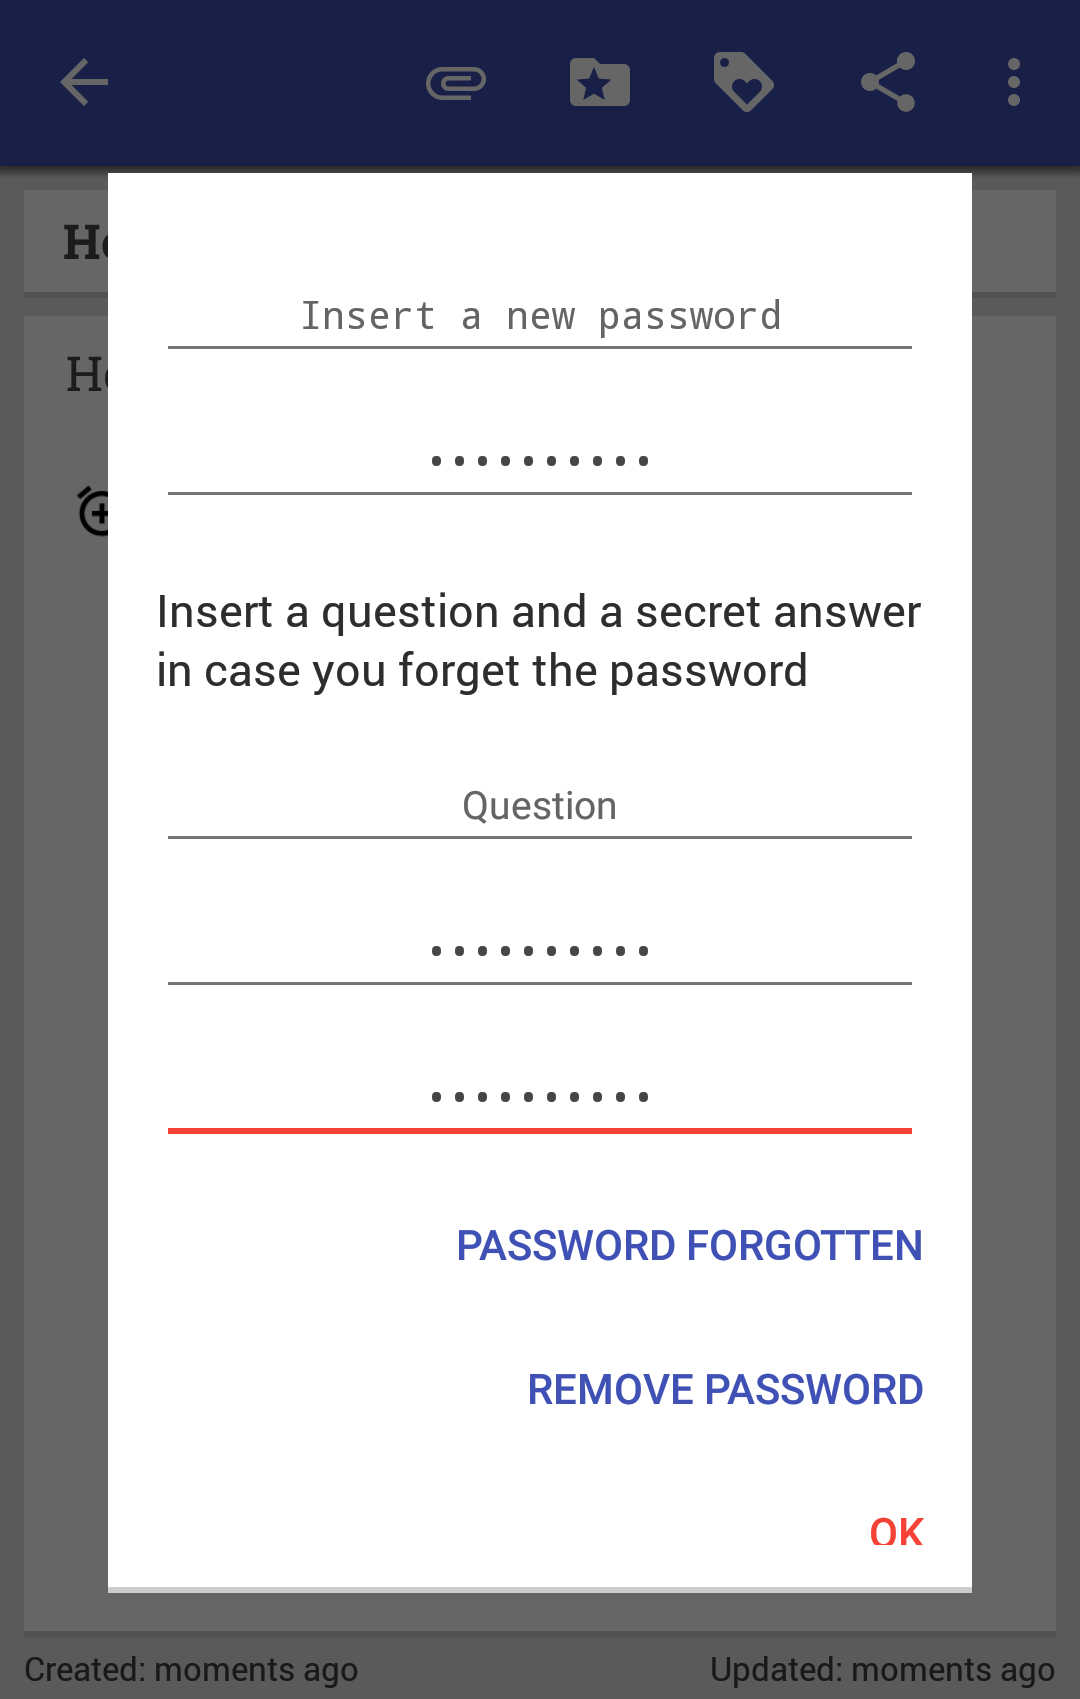 Insert a new password
••••••••••
Insert a question and a secret answer
in case you forget the password
Question
••••••••••
••••••••••
PASSWORD FORGOTTEN
REMOVE PASSWORD
OK
Created: moments ago
Updated: moments ago